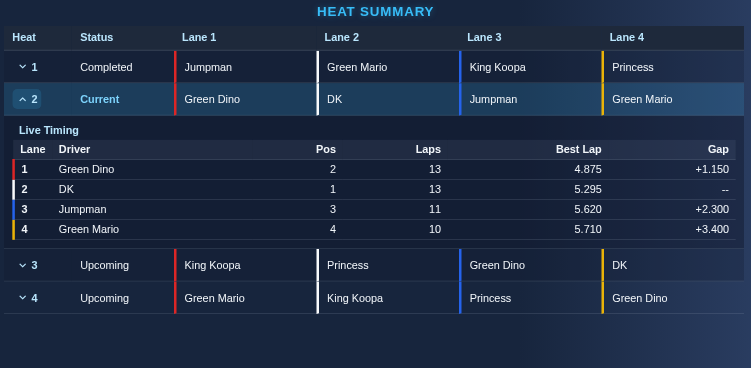 HEAT SUMMARY
Heat Status Lane 1 Lane 2 Lane 3 Lane 4
1 Completed Jumpman Green Mario King Koopa Princess
2 Current Green Dino DK Jumpman Green Mario
Live Timing
Lane Driver Pos Laps Best Lap Gap
1 Green Dino 2 13 4.875 +1.150
2 DK 1 13 5.295 --
3 Jumpman 3 11 5.620 +2.300
4 Green Mario 4 10 5.710 +3.400
3 Upcoming King Koopa Princess Green Dino DK
4 Upcoming Green Mario King Koopa Princess Green Dino